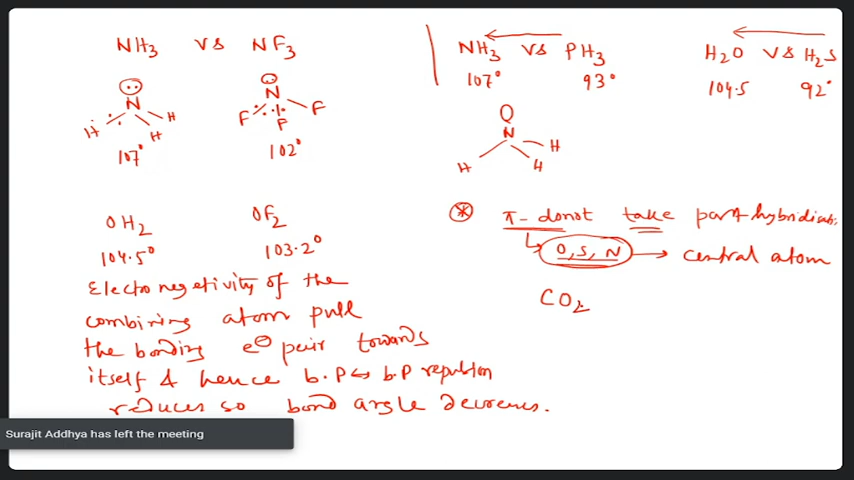 NH3 vs NF3
N
H H H
107°
N
F F F
102°
OH2 OF2
104.5° 103.2°
Electronegetivity of the
combining atom pull
the bonding e⊖ pair towards
itself & hence b.P ↔ b.P repulsion
reduces so bond angle decreases.
NH3 vs PH3
107° 93°
N
H H H
H2O vs H2S
104.5 92°
* π- donot take part hybridisati
↳ O, S, N → central atom
CO2
Surajit Addhya has left the meeting